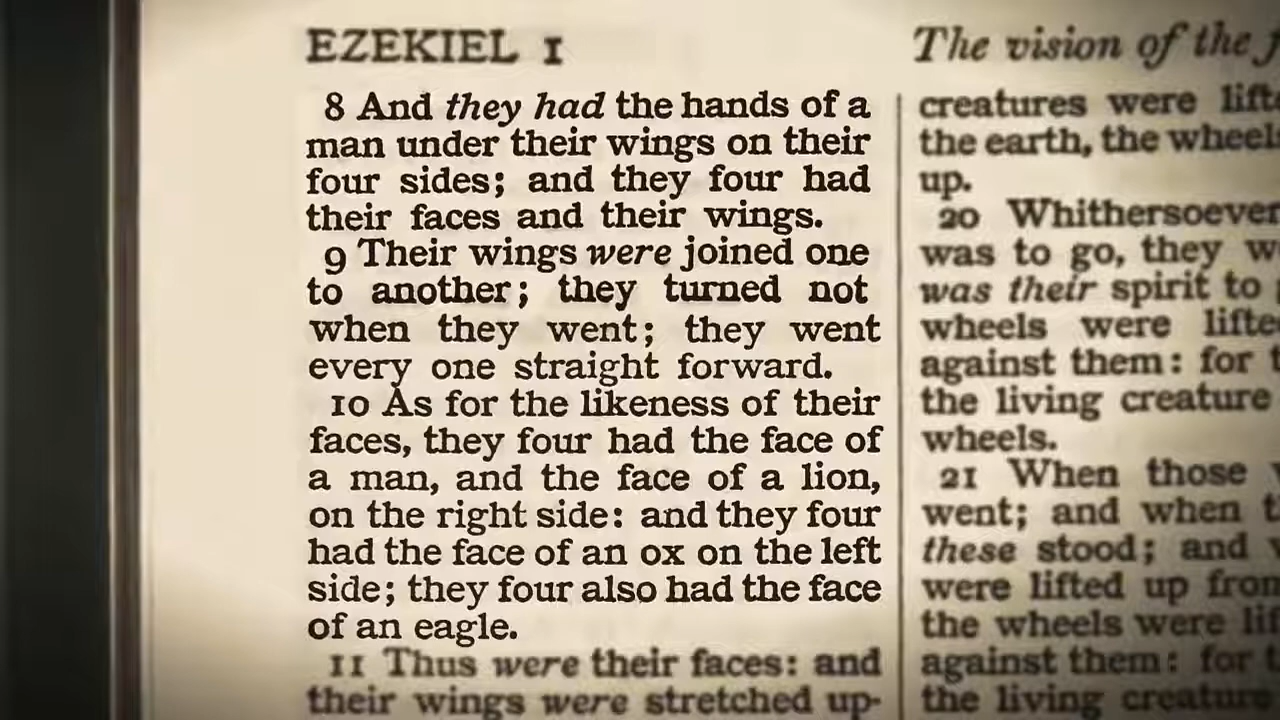 EZEKIEL 1
The vision of the
8 And they had the hands of a
man under their wings on their
four sides; and they four had
their faces and their wings.
9 Their wings were joined one
to another; they turned not
when they went; they went
every one straight forward.
10 As for the likeness of their
faces, they four had the face of
a man, and the face of a lion,
on the right side: and they four
had the face of an ox on the left
side; they four also had the face
of an eagle.
11 Thus were their faces: and
their wings were stretched up-
creatures were
the earth, the
up.
20 Whithersoever
was to go, they
was their spirit to
wheels were
against them: for
the living creature
wheels.
21 When those
went; and when
these stood; and
were lifted up
the wheels were
against them: for
the living creature